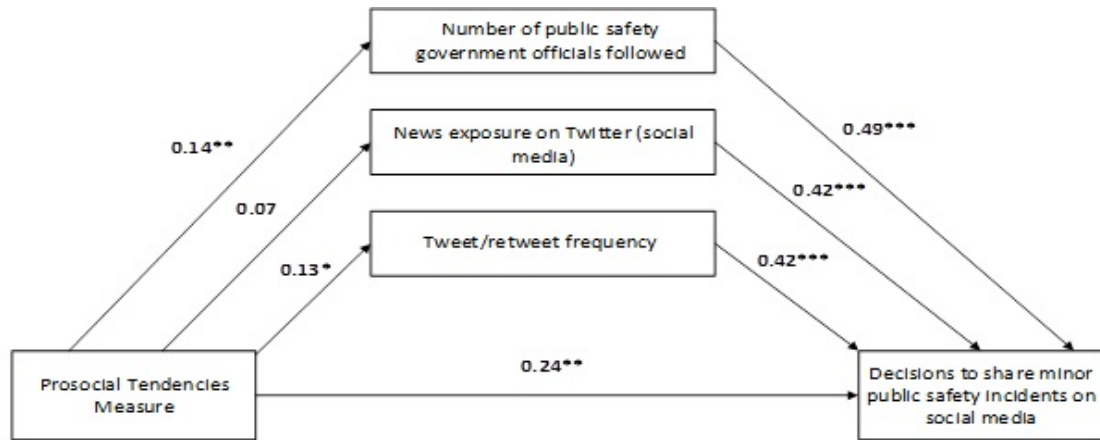 Number of public safety
government officials followed
0.49***
0.14**
News exposure on Twitter (social
media)
0.42***
0.07
Tweet/retweet frequency
0.42***
0.13*
0.24**
Prosocial Tendencies
Measure
Decisions to share minor
public safety incidents on
social media